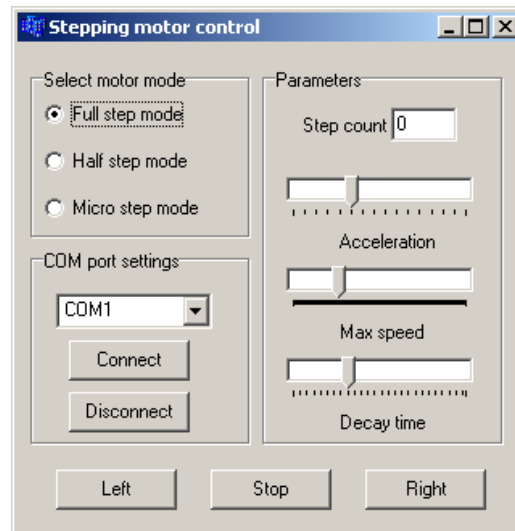 Stepping motor control
Select motor mode
Full step mode
Half step mode
Micro step mode
COM port settings
COM1
Connect
Disconnect
Parameters
Step count 0
Acceleration
Max speed
Decay time
Left Stop Right